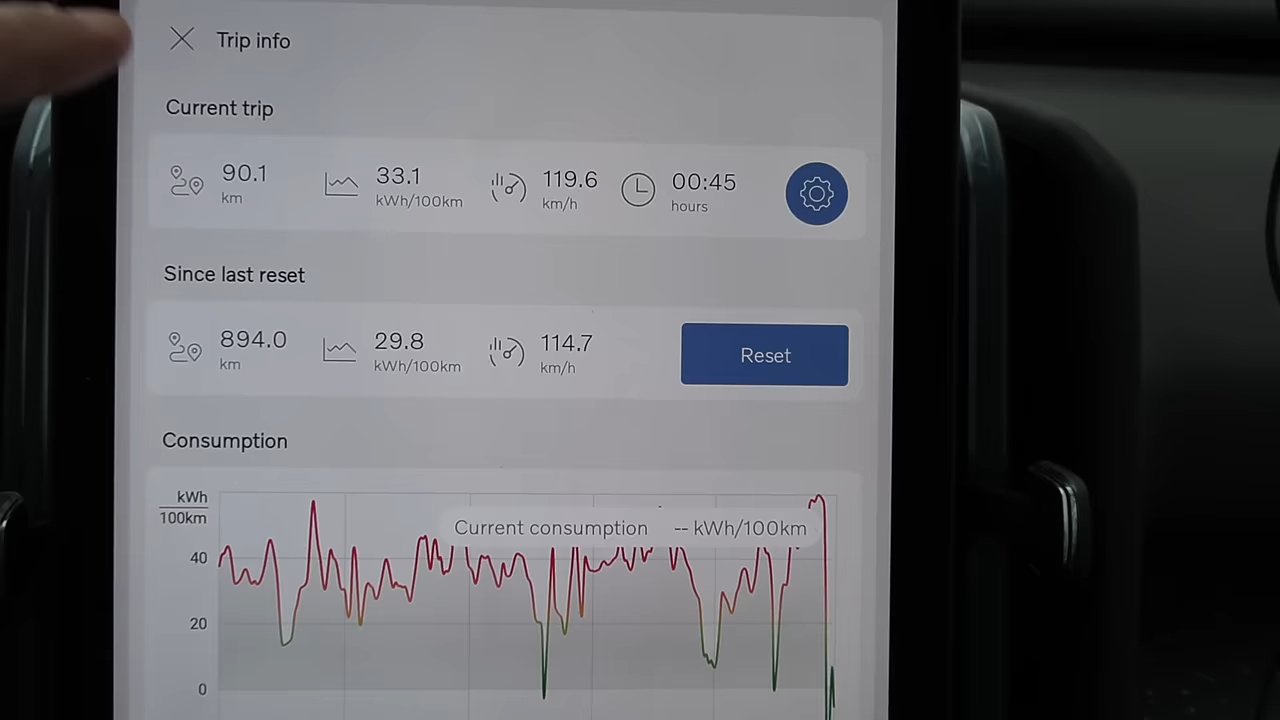 Trip info
Current trip
90.1
km
33.1
kWh/100km
119.6
km/h
00:45
hours
Since last reset
894.0
km
29.8
kWh/100km
114.7
km/h
Reset
Consumption
kWh
100km
Current consumption -- kWh/100km
40
20
0